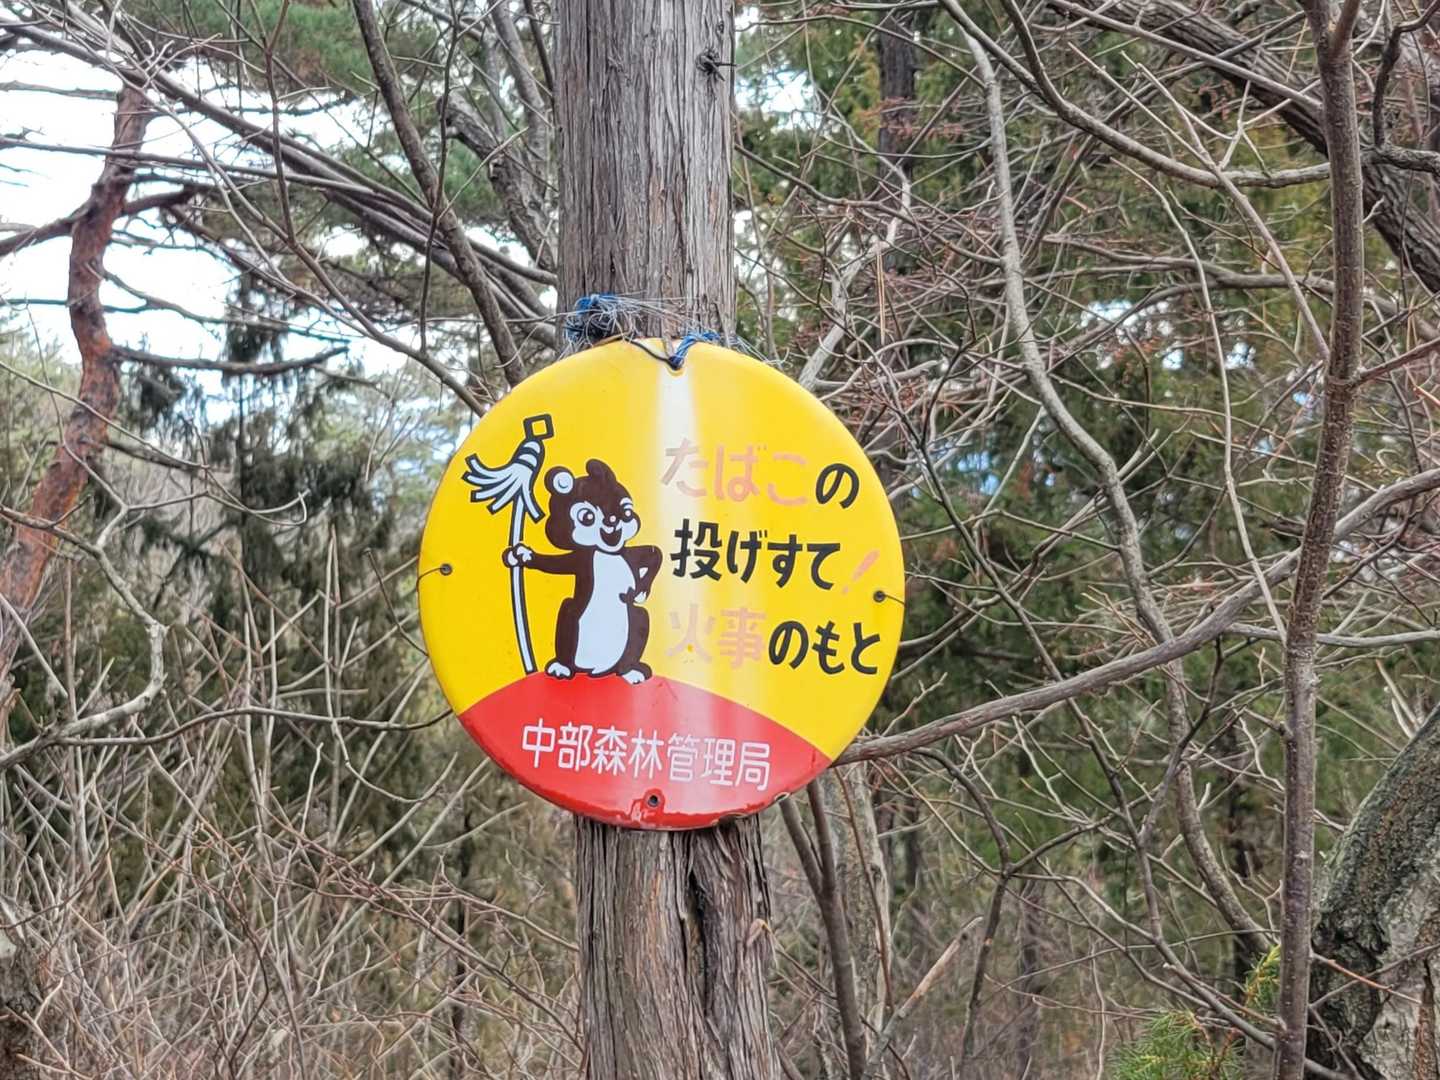 たばこの
投げすて!
火事のもと
中部森林管理局